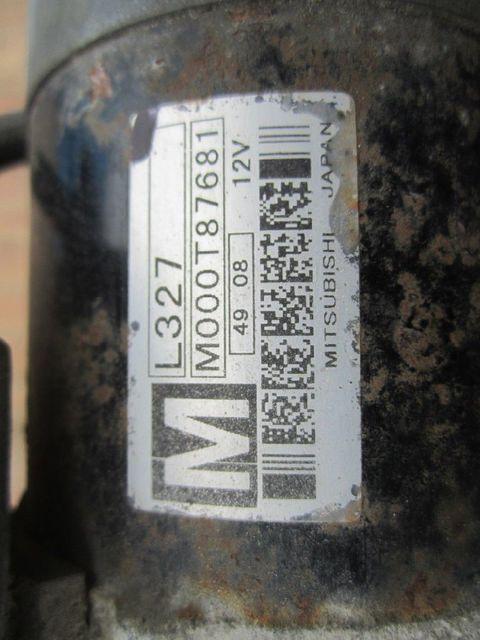 L327
M000T87681
49 08 12V
MITSUBISHI JAPAN
M